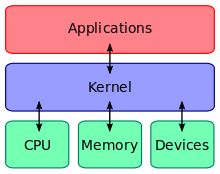 Applications
Kernel
CPU
Memory
Devices